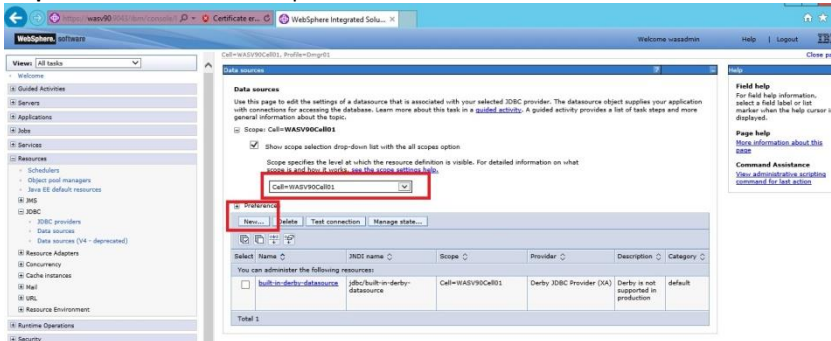 https://wasv90:9043/ibm/console/l
Certificate er...
WebSphere Integrated Solu...
WebSphere. software
Welcome wasadmin
Help | Logout
IBM
Cell=WASV90Cell01, Profile=Dmgr01
Close pa
View: All tasks
Welcome
Guided Activities
Servers
Applications
Jobs
Services
Resources
Schedulers
Object pool managers
Java EE default resources
JMS
JDBC
JDBC providers
Data sources
Data sources (V4 - deprecated)
Resource Adapters
Concurrency
Cache instances
Mail
URL
Resource Environment
Runtime Operations
Security
Data sources
Data sources
Use this page to edit the settings of a datasource that is associated with your selected JDBC provider. The datasource object supplies your application
with connections for accessing the database. Learn more about this task in a guided activity. A guided activity provides a list of task steps and more
general information about the topic.
Scope: Cell=WASV90Cell01
Show scope selection drop-down list with the all scopes option
Scope specifies the level at which the resource definition is visible. For detailed information on what
scope is and how it works, see the scope settings help.
Cell=WASV90Cell01
Preferences
New... Delete Test connection Manage state...
Select Name JNDI name Scope Provider Description Category
You can administer the following resources:
built-in-derby-datasource jdbc/built-in-derby- Cell=WASV90Cell01 Derby JDBC Provider (XA) Derby is not default
datasource supported in
production
Total 1
Help
Field help
For field help information,
select a field label or list
marker when the help cursor is
displayed.
Page help
More information about this
page
Command Assistance
View administrative scripting
command for last action